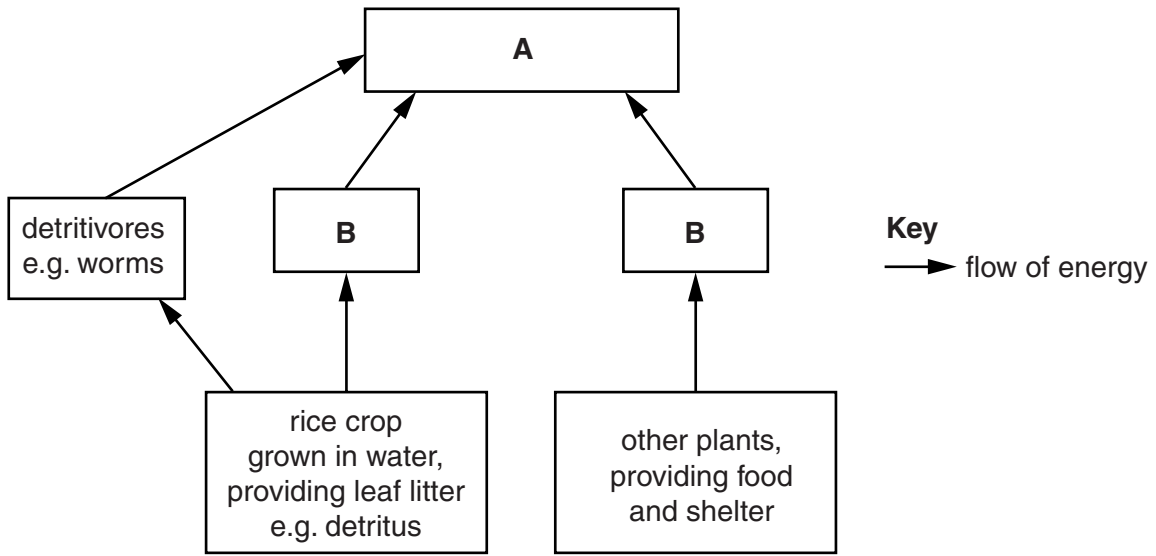 A
detritivores
e.g. worms
B
B
Key
flow of energy
rice crop
grown in water,
providing leaf litter
e.g. detritus
other plants,
providing food
and shelter